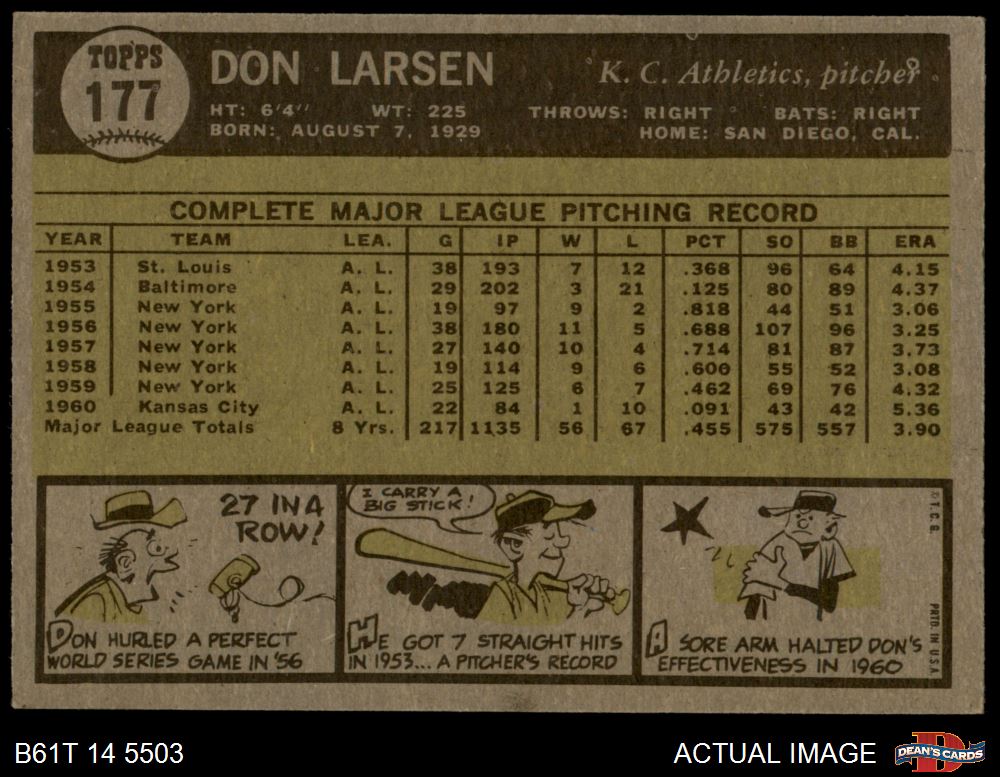 TOPPS
177
DON LARSEN
K. C. Athletics, pitcher
HT: 6'4" WT: 225 THROWS: RIGHT BATS: RIGHT
BORN: AUGUST 7, 1929 HOME: SAN DIEGO, CAL.
COMPLETE MAJOR LEAGUE PITCHING RECORD
YEAR TEAM LEA. G IP W L PCT SO BB ERA
1953 St. Louis A. L. 38 193 7 12 .368 96 64 4.15
1954 Baltimore A. L. 29 202 3 21 .125 80 89 4.37
1955 New York A. L. 19 97 9 2 .818 44 51 3.06
1956 New York A. L. 38 180 11 5 .688 107 96 3.25
1957 New York A. L. 27 140 10 4 .714 81 87 3.73
1958 New York A. L. 19 114 9 6 .600 55 52 3.08
1959 New York A. L. 25 125 6 7 .462 69 76 4.32
1960 Kansas City A. L. 22 84 1 10 .091 43 42 5.36
Major League Totals 8 Yrs. 217 1135 56 67 .455 575 557 3.90
27 IN A
ROW!
DON HURLED A PERFECT
WORLD SERIES GAME IN '56
I CARRY A
BIG STICK!
HE GOT 7 STRAIGHT HITS
IN 1953... A PITCHER'S RECORD
A SORE ARM HALTED DON'S
EFFECTIVENESS IN 1960
© T. C. G.
PRTD. IN U.S.A.
B61T 14 5503
ACTUAL IMAGE
D
DEAN'S CARDS